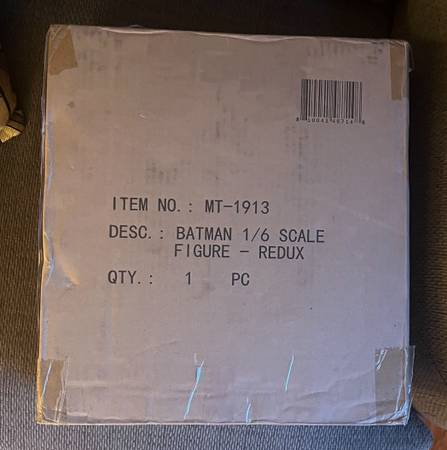 ITEM NO.: MT-1913
DESC.: BATMAN 1/6 SCALE
FIGURE - REDUX
QTY.: 1 PC